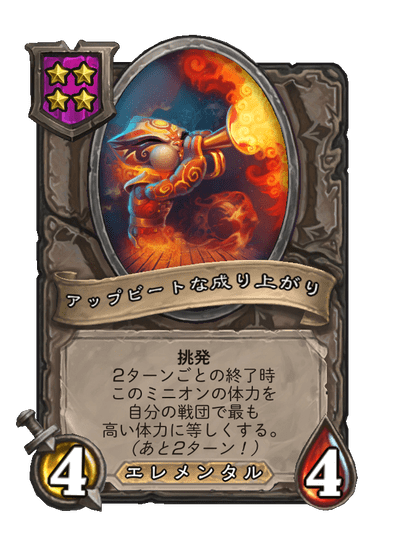 アップビートな成り上がり
挑発
2ターンごとの終了時
このミニオンの体力を
自分の戦団で最も
高い体力に等しくする。
(あと2ターン!)
エレメンタル
4
4